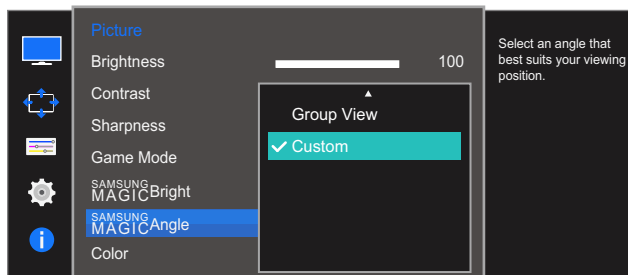 Picture
Brightness 100
Contrast
Sharpness
Game Mode
SAMSUNG
MAGICBright
SAMSUNG
MAGICAngle
Color
Group View
Custom
Select an angle that
best suits your viewing
position.